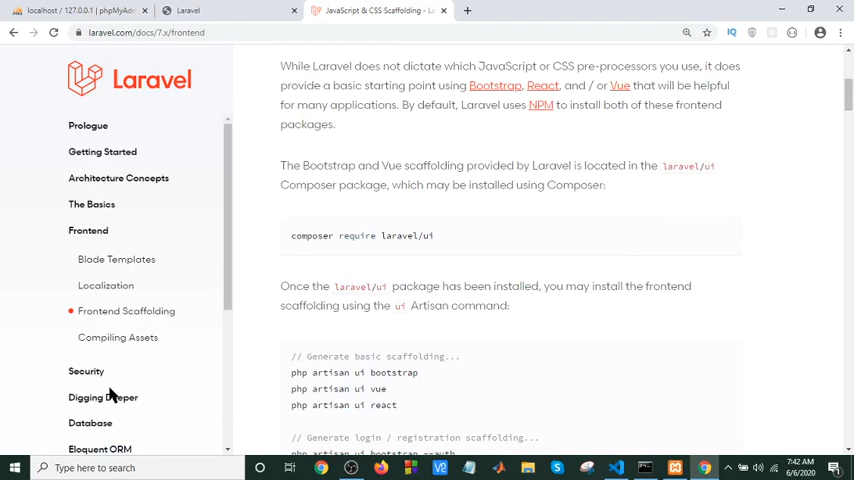 localhost / 127.0.0.1 | phpMyAdm
Laravel
JavaScript & CSS Scaffolding - La
laravel.com/docs/7.x/frontend
Laravel
Prologue
Getting Started
Architecture Concepts
The Basics
Frontend
Blade Templates
Localization
Frontend Scaffolding
Compiling Assets
Security
Digging Deeper
Database
Eloquent ORM
While Laravel does not dictate which JavaScript or CSS pre-processors you use, it does
provide a basic starting point using Bootstrap, React, and / or Vue that will be helpful
for many applications. By default, Laravel uses NPM to install both of these frontend
packages.
The Bootstrap and Vue scaffolding provided by Laravel is located in the laravel/ui
Composer package, which may be installed using Composer:
composer require laravel/ui
Once the laravel/ui package has been installed, you may install the frontend
scaffolding using the ui Artisan command:
// Generate basic scaffolding...
php artisan ui bootstrap
php artisan ui vue
php artisan ui react
// Generate login / registration scaffolding...
php artisan ui bootstrap --auth
Type here to search
7:42 AM
6/6/2020